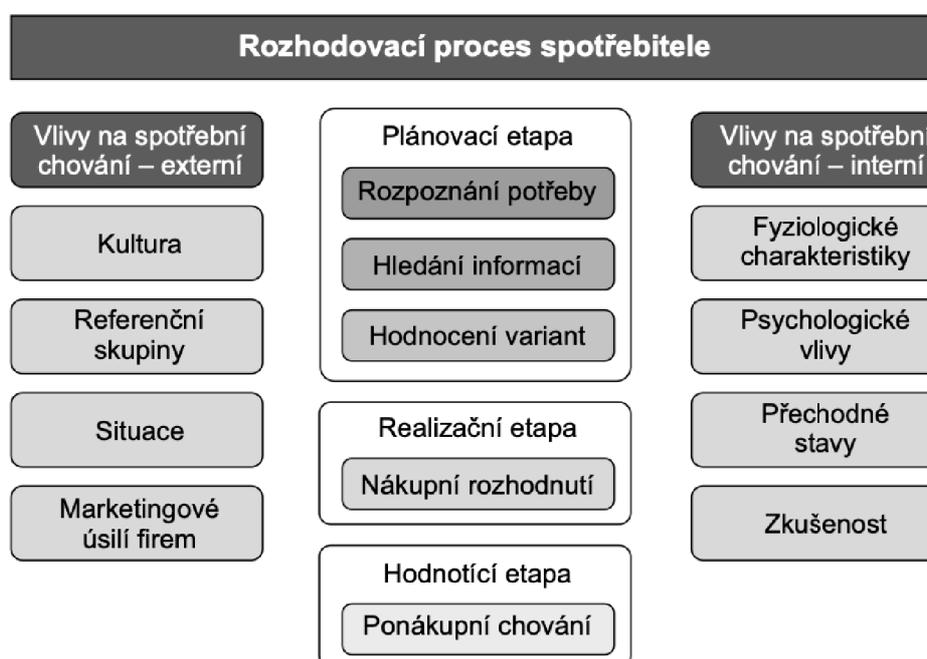 Rozhodovací proces spotřebitele
Vlivy na spotřební
chování – externí
Kultura
Referenční
skupiny
Situace
Marketingové
úsilí firem
Plánovací etapa
Rozpoznání potřeby
Hledání informací
Hodnocení variant
Realizační etapa
Nákupní rozhodnutí
Hodnotící etapa
Ponákupní chování
Vlivy na spotřební
chování – interní
Fyziologické
charakteristiky
Psychologické
vlivy
Přechodné
stavy
Zkušenost